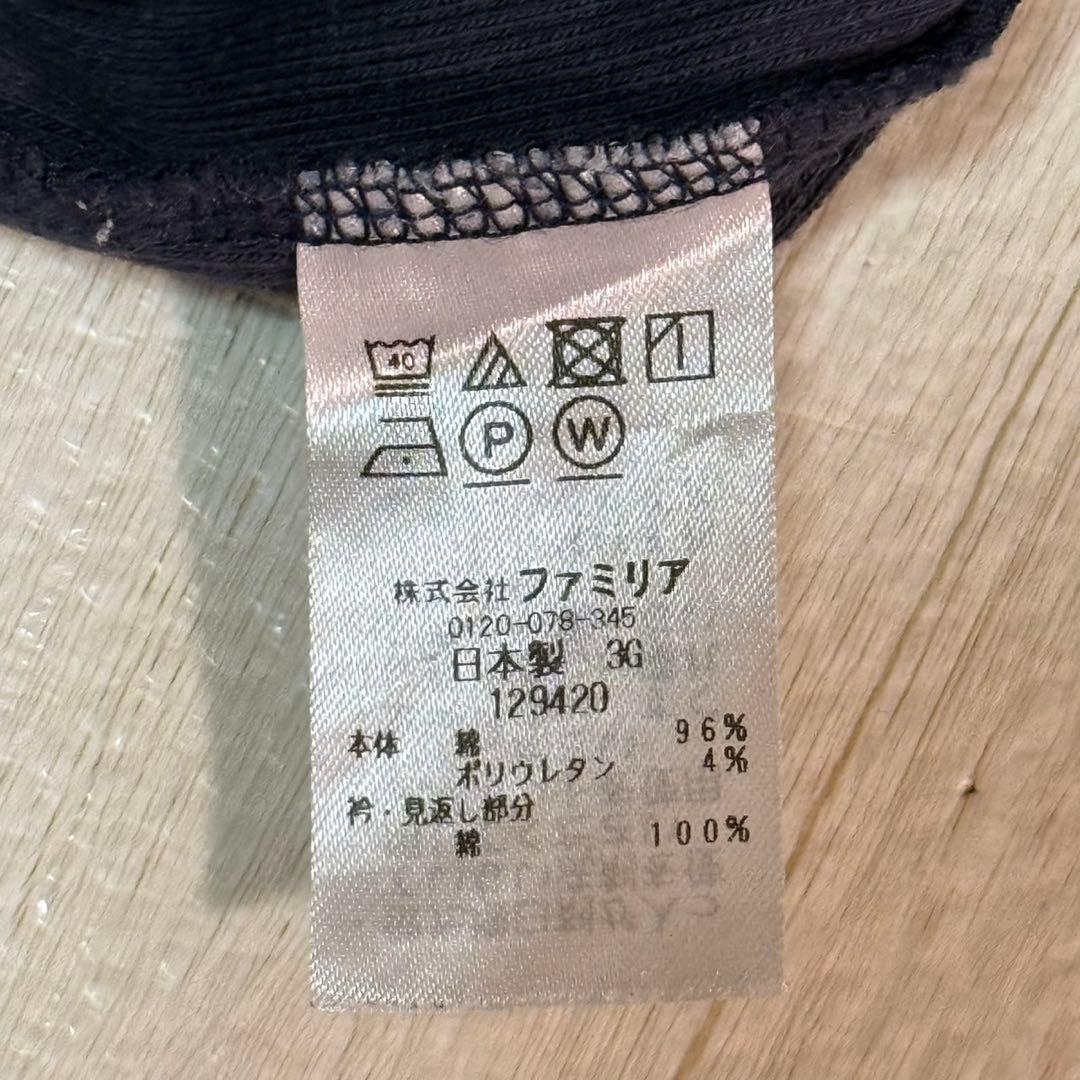 40
P W
株式会社 ファミリア
0120-078-345
日本製 3G
129420
本体 綿 96%
ポリウレタン 4%
衿・見返し部分
綿 100%